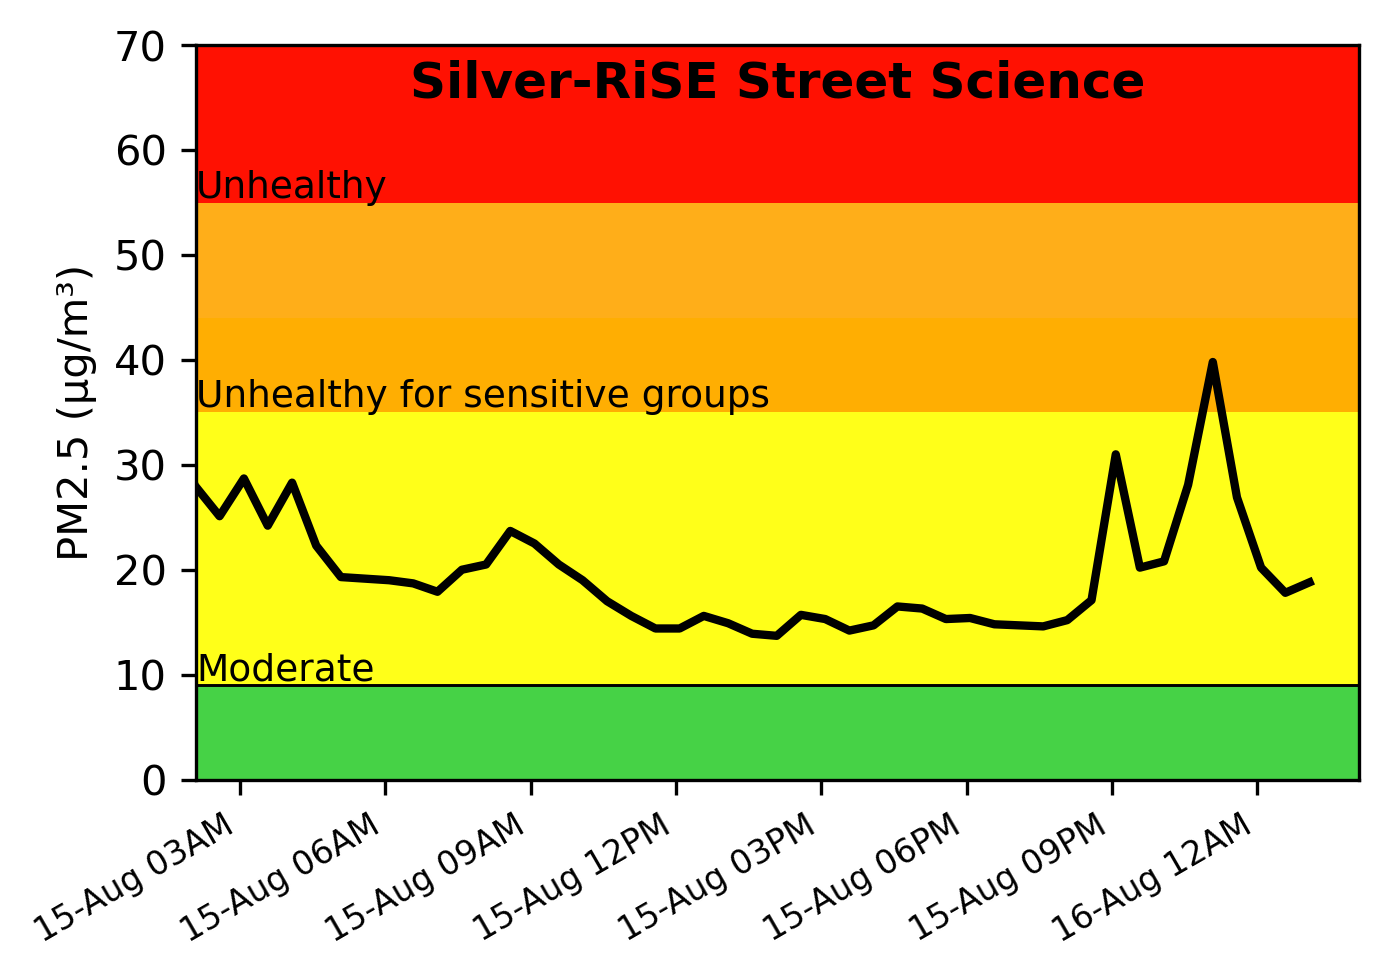 Silver-RiSE Street Science
70
60
50
40
30
20
10
0
PM2.5 (µg/m³)
Unhealthy
Unhealthy for sensitive groups
Moderate
15-Aug 03AM
15-Aug 06AM
15-Aug 09AM
15-Aug 12PM
15-Aug 03PM
15-Aug 06PM
15-Aug 09PM
16-Aug 12AM